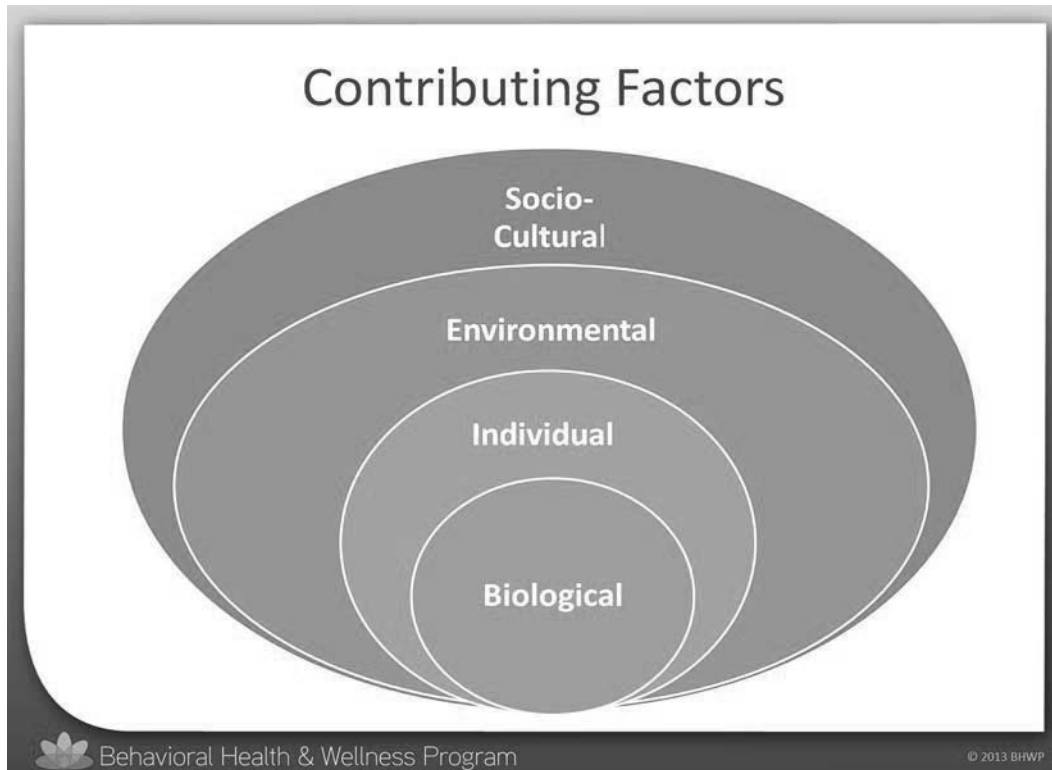 Contributing Factors
Socio-
Cultural
Environmental
Individual
Biological
Behavioral Health & Wellness Program
© 2013 BHWP